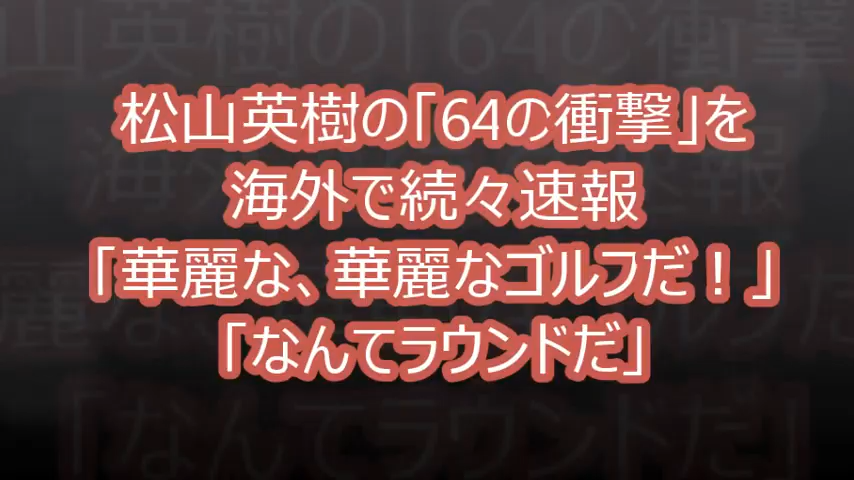 松山英樹の「64の衝撃」を
海外で続々速報
「華麗な、華麗なゴルフだ！」
「なんてラウンドだ」